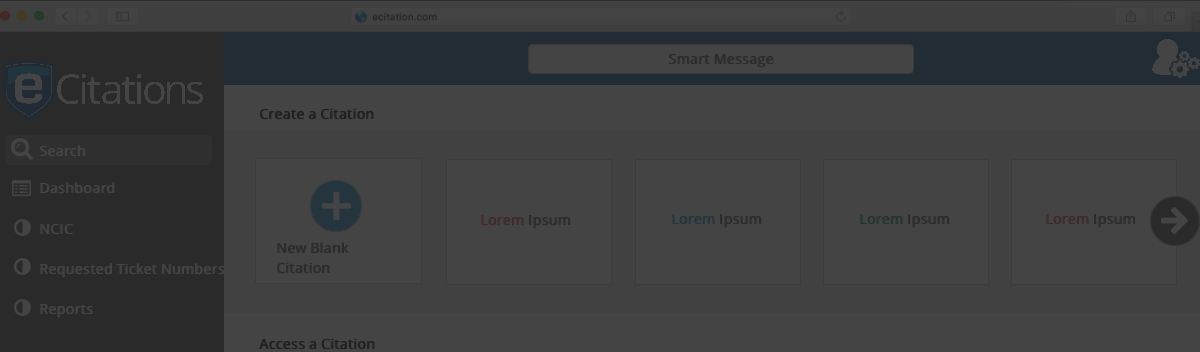 ecitation.com
Smart Message
eCitations
Create a Citation
Search
Dashboard
NCIC
Requested Ticket Numbers
Reports
New Blank
Citation
Lorem Ipsum
Lorem Ipsum
Lorem Ipsum
Lorem Ipsum
Access a Citation